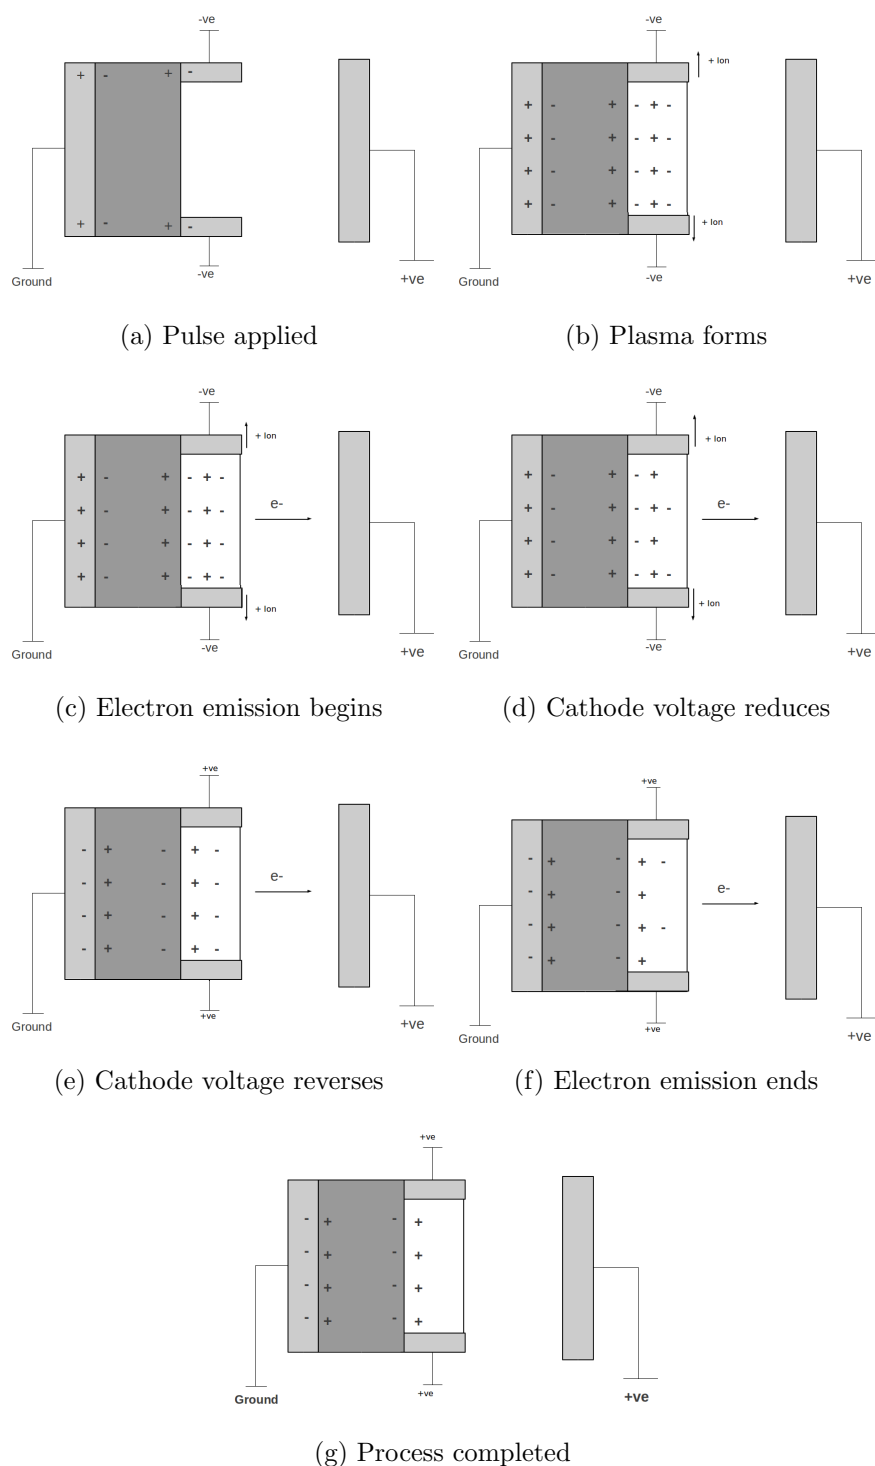 -ve -ve
+ - + - + Ion
+ - + - + -
+ - + - + -
+ - + - + -
+ - + - + - + - + -
+ Ion
-ve -ve
Ground +ve Ground +ve
(a) Pulse applied (b) Plasma forms
-ve -ve
+ Ion + Ion
+ - + - + - + - + - +
+ - + - + - e- + - + - + - e-
+ - + - + - + - + - +
+ - + - + - + - + - + -
+ Ion + Ion
-ve -ve
Ground +ve Ground +ve
(c) Electron emission begins (d) Cathode voltage reduces
+ve +ve
- + - + - - + - + -
- + - + - e- - + - + e-
- + - + - - + - + -
- + - + - - + - +
+ve +ve
Ground +ve Ground +ve
(e) Cathode voltage reverses (f) Electron emission ends
+ve
- + - +
- + - +
- + - +
- + - +
+ve
Ground +ve
(g) Process completed